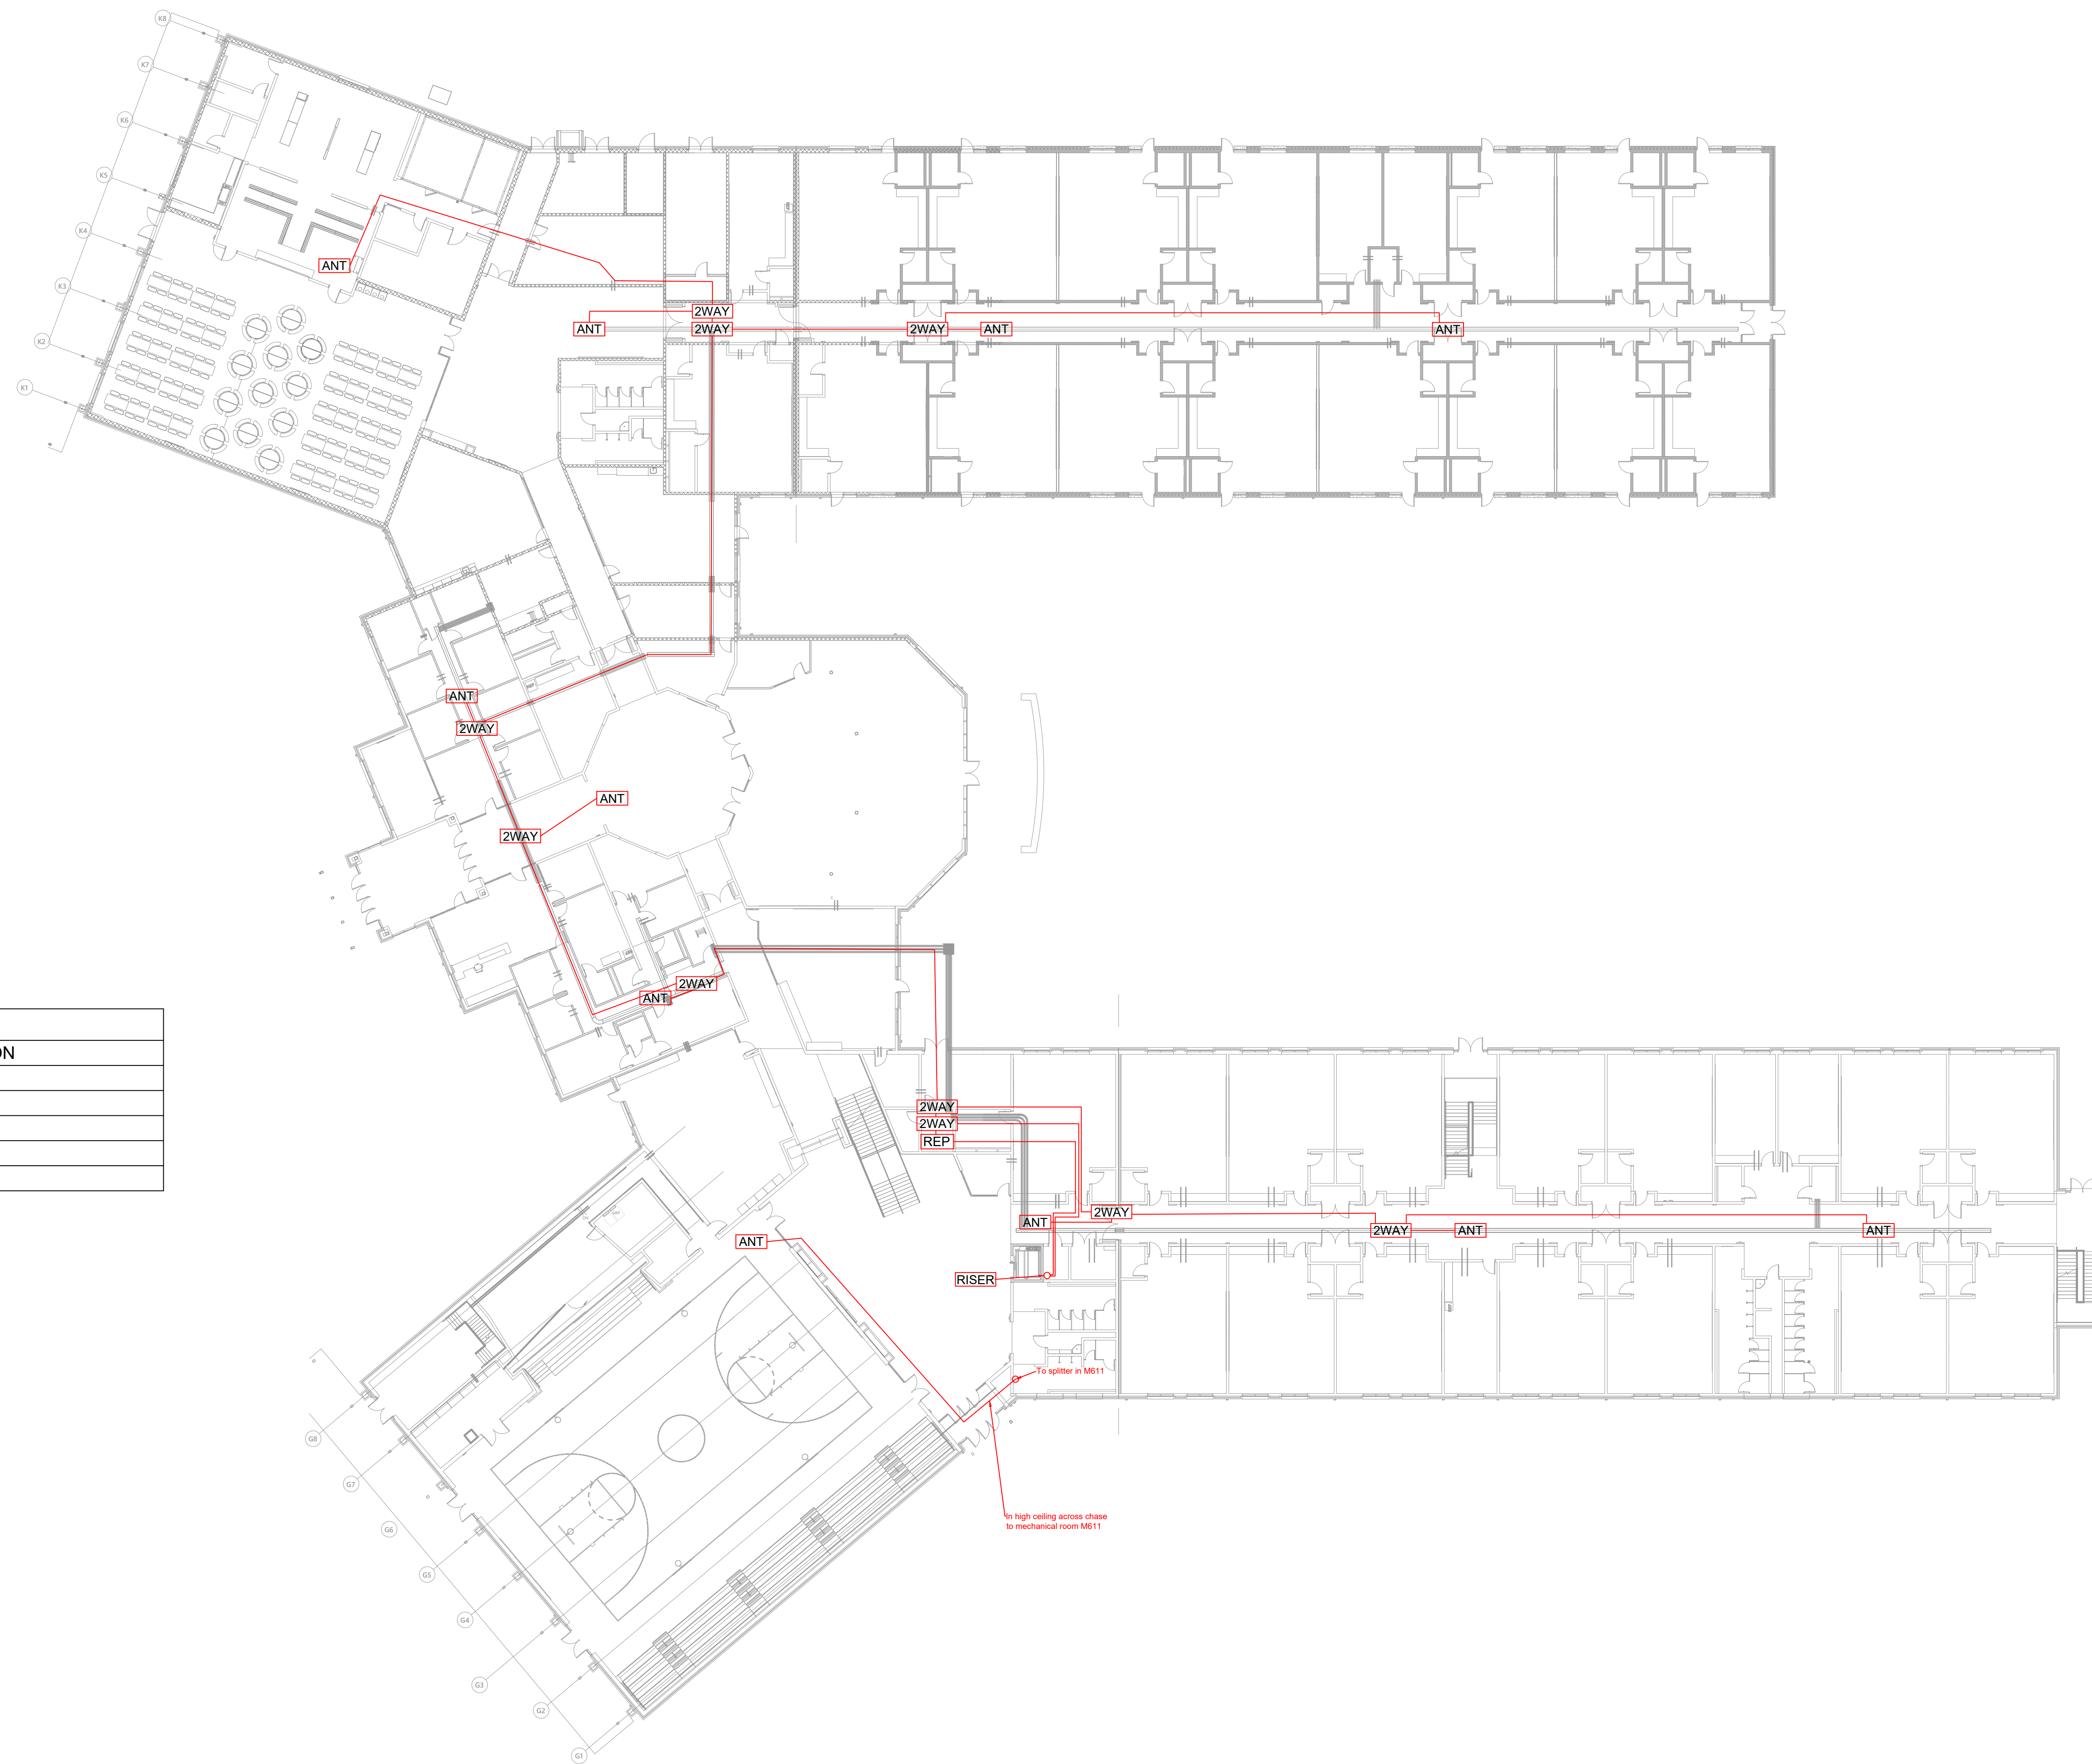 K8
K7
K6
K5
K4
K3
K2
K1
ANT
2WAY
ANT
2WAY
2WAY
ANT
ANT
ANT
2WAY
ANT
2WAY
2WAY
ANT
ON
2WAY
2WAY
REP
2WAY
ANT
2WAY
ANT
ANT
ANT
RISER
To splitter in M611
In high ceiling across chase
to mechanical room M611
G8
G7
G6
G5
G4
G3
G2
G1